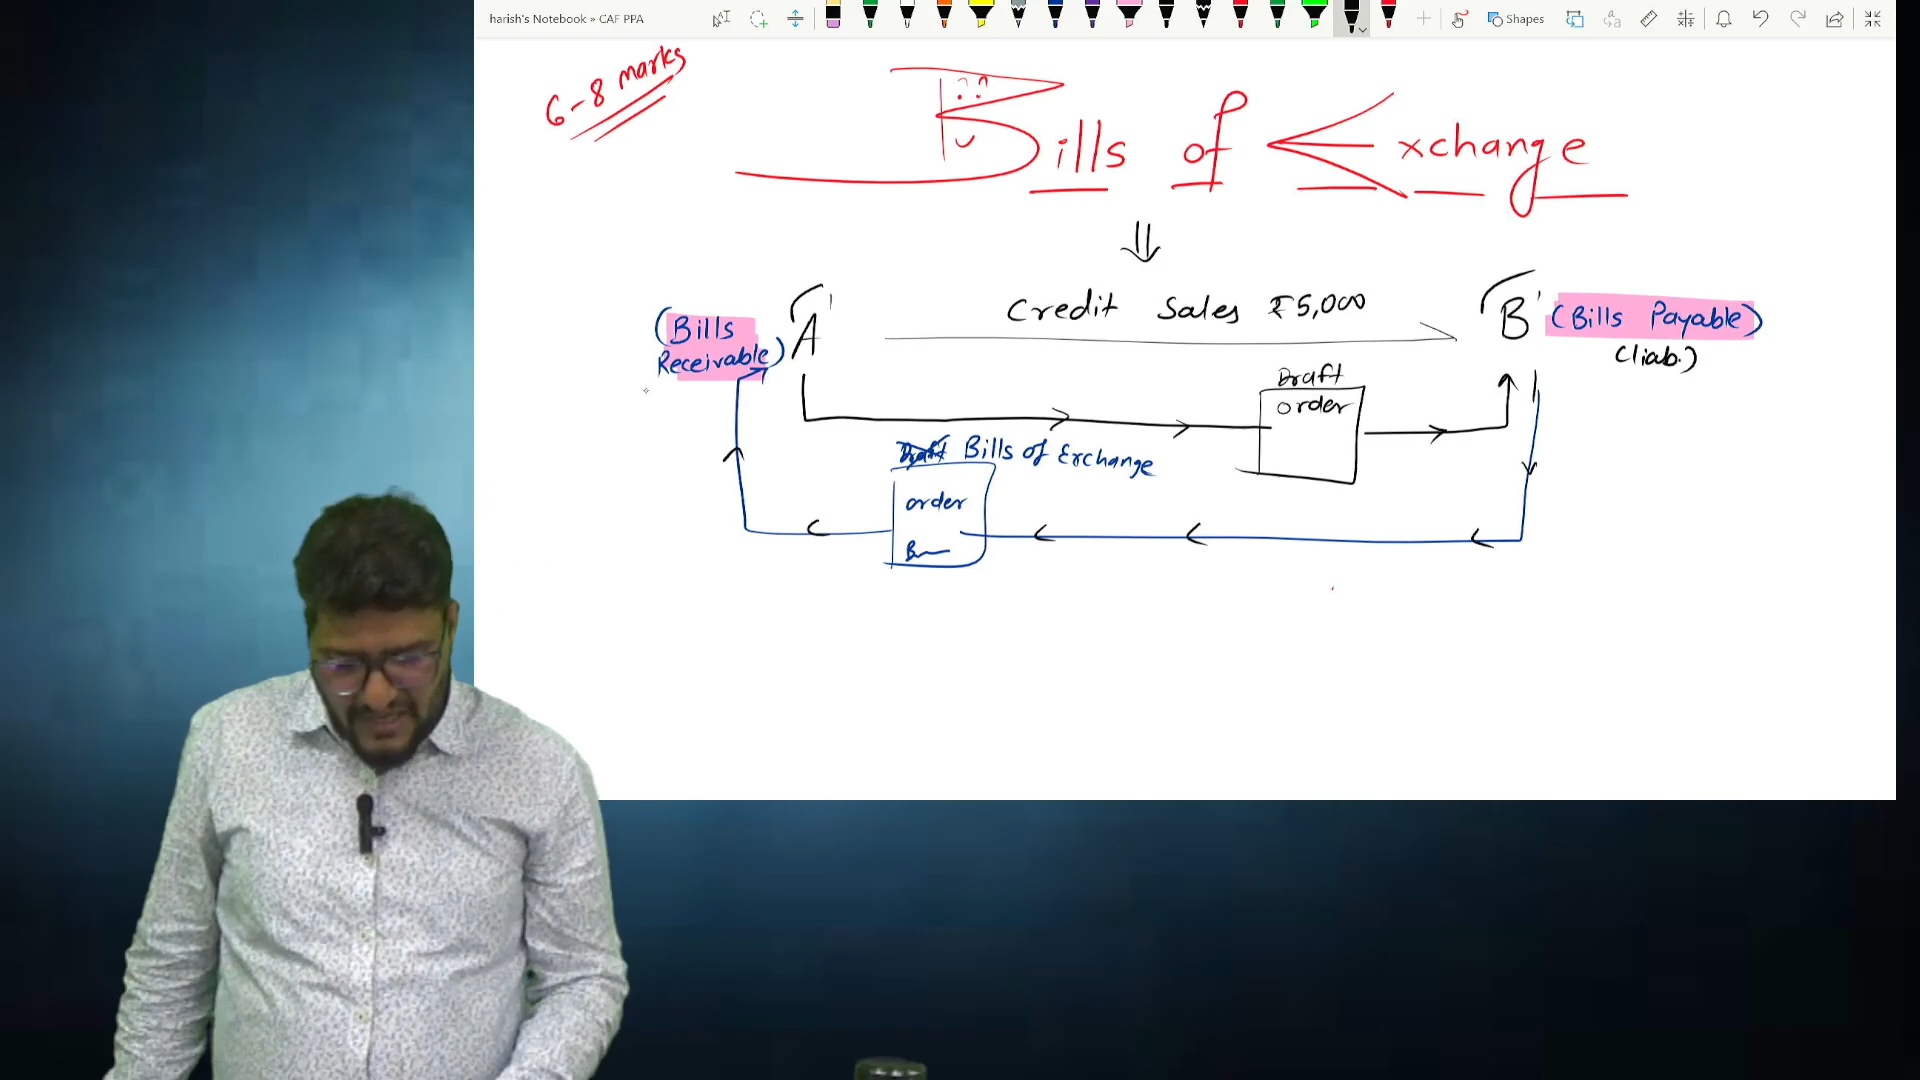 harish's Notebook » CAF PPA
Shapes
6-8 marks
Bills of Exchange
Credit Sales ₹5,000
A
B
(Bills
Receivable)
(Bills Payable)
(liab.)
Draft
order
Draft Bills of Exchange
order
B